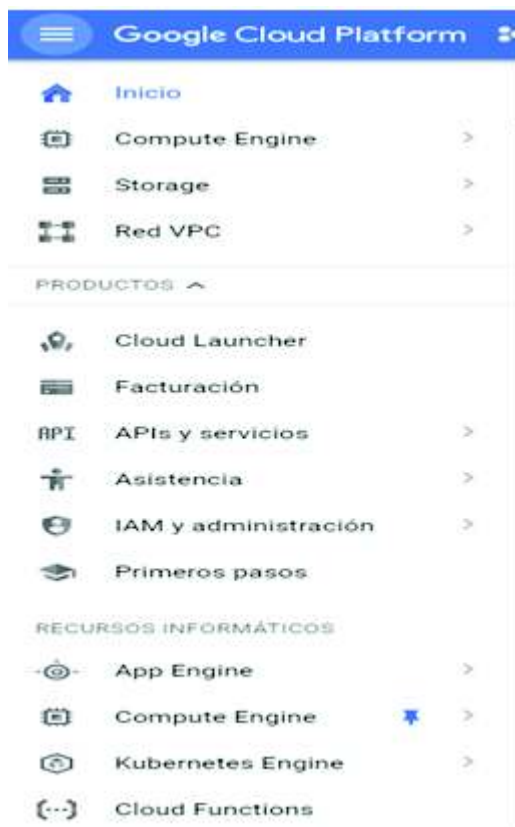 Google Cloud Platform
Inicio
Compute Engine
Storage
Red VPC
PRODUCTOS
Cloud Launcher
Facturación
API APIs y servicios
Asistencia
IAM y administración
Primeros pasos
RECURSOS INFORMÁTICOS
App Engine
Compute Engine
Kubernetes Engine
Cloud Functions